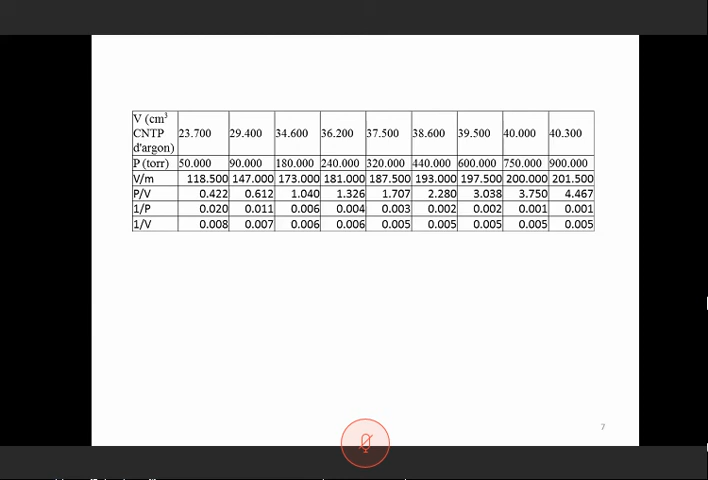 V (cm³ CNTP d'argon) 23.700 29.400 34.600 36.200 37.500 38.600 39.500 40.000 40.300
P (torr) 50.000 90.000 180.000 240.000 320.000 440.000 600.000 750.000 900.000
V/m 118.500 147.000 173.000 181.000 187.500 193.000 197.500 200.000 201.500
P/V 0.422 0.612 1.040 1.326 1.707 2.280 3.038 3.750 4.467
1/P 0.020 0.011 0.006 0.004 0.003 0.002 0.002 0.001 0.001
1/V 0.008 0.007 0.006 0.006 0.005 0.005 0.005 0.005 0.005
7